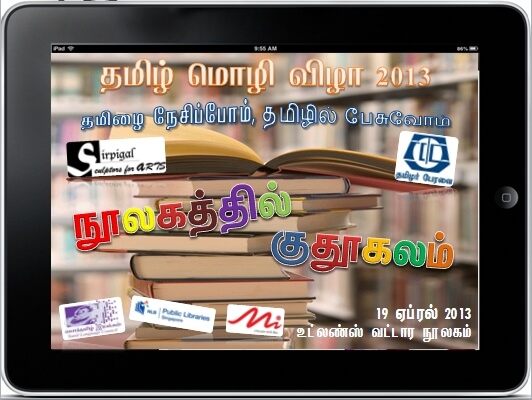 iPad
9:55 AM
86%
தமிழ் மொழி விழா 2013
தமிழை நேசிப்போம், தமிழில் பேசுவோம்
Sirpigal
Sculptors for ARTS
தமிழர் பேரவை
நூலகத்தில்
குதூகலம்
NLB Public Libraries
Singapore
Mi
19 ஏப்ரல் 2013
உட்லண்ஸ் வட்டார நூலகம்